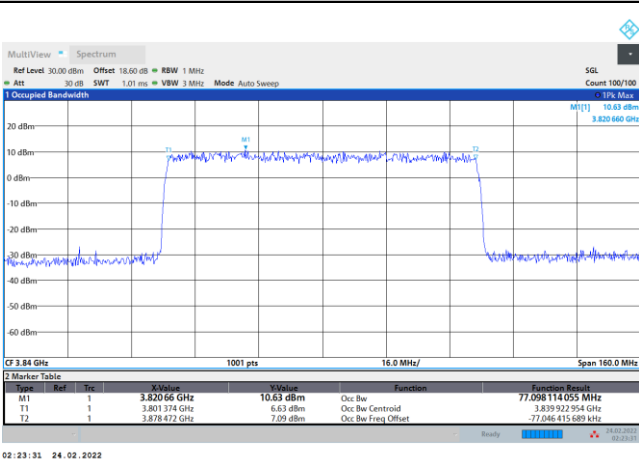 MultiView Spectrum
Ref Level 30.00 dBm Offset 18.60 dB RBW 1 MHz SGL
Att 30 dB SWT 1.01 ms VBW 3 MHz Mode Auto Sweep Count 100/100
1 Occupied Bandwidth 1Pk Max
M1[1] 10.63 dBm
3.820 660 GHz
20 dBm
M1
T1 T2
10 dBm
0 dBm
-10 dBm
-20 dBm
-30 dBm
-40 dBm
-50 dBm
-60 dBm
CF 3.84 GHz 1001 pts 16.0 MHz/ Span 160.0 MHz
2 Marker Table
Type Ref Trc X-Value Y-Value Function Function Result
M1 1 3.82066 GHz 10.63 dBm Occ Bw 77.098 114 055 MHz
T1 1 3.801 374 GHz 6.63 dBm Occ Bw Centroid 3.839 922 954 GHz
T2 1 3.878 472 GHz 7.09 dBm Occ Bw Freq Offset -77.046 415 689 kHz
Ready 24.02.2022
02:23:31
02:23:31 24.02.2022